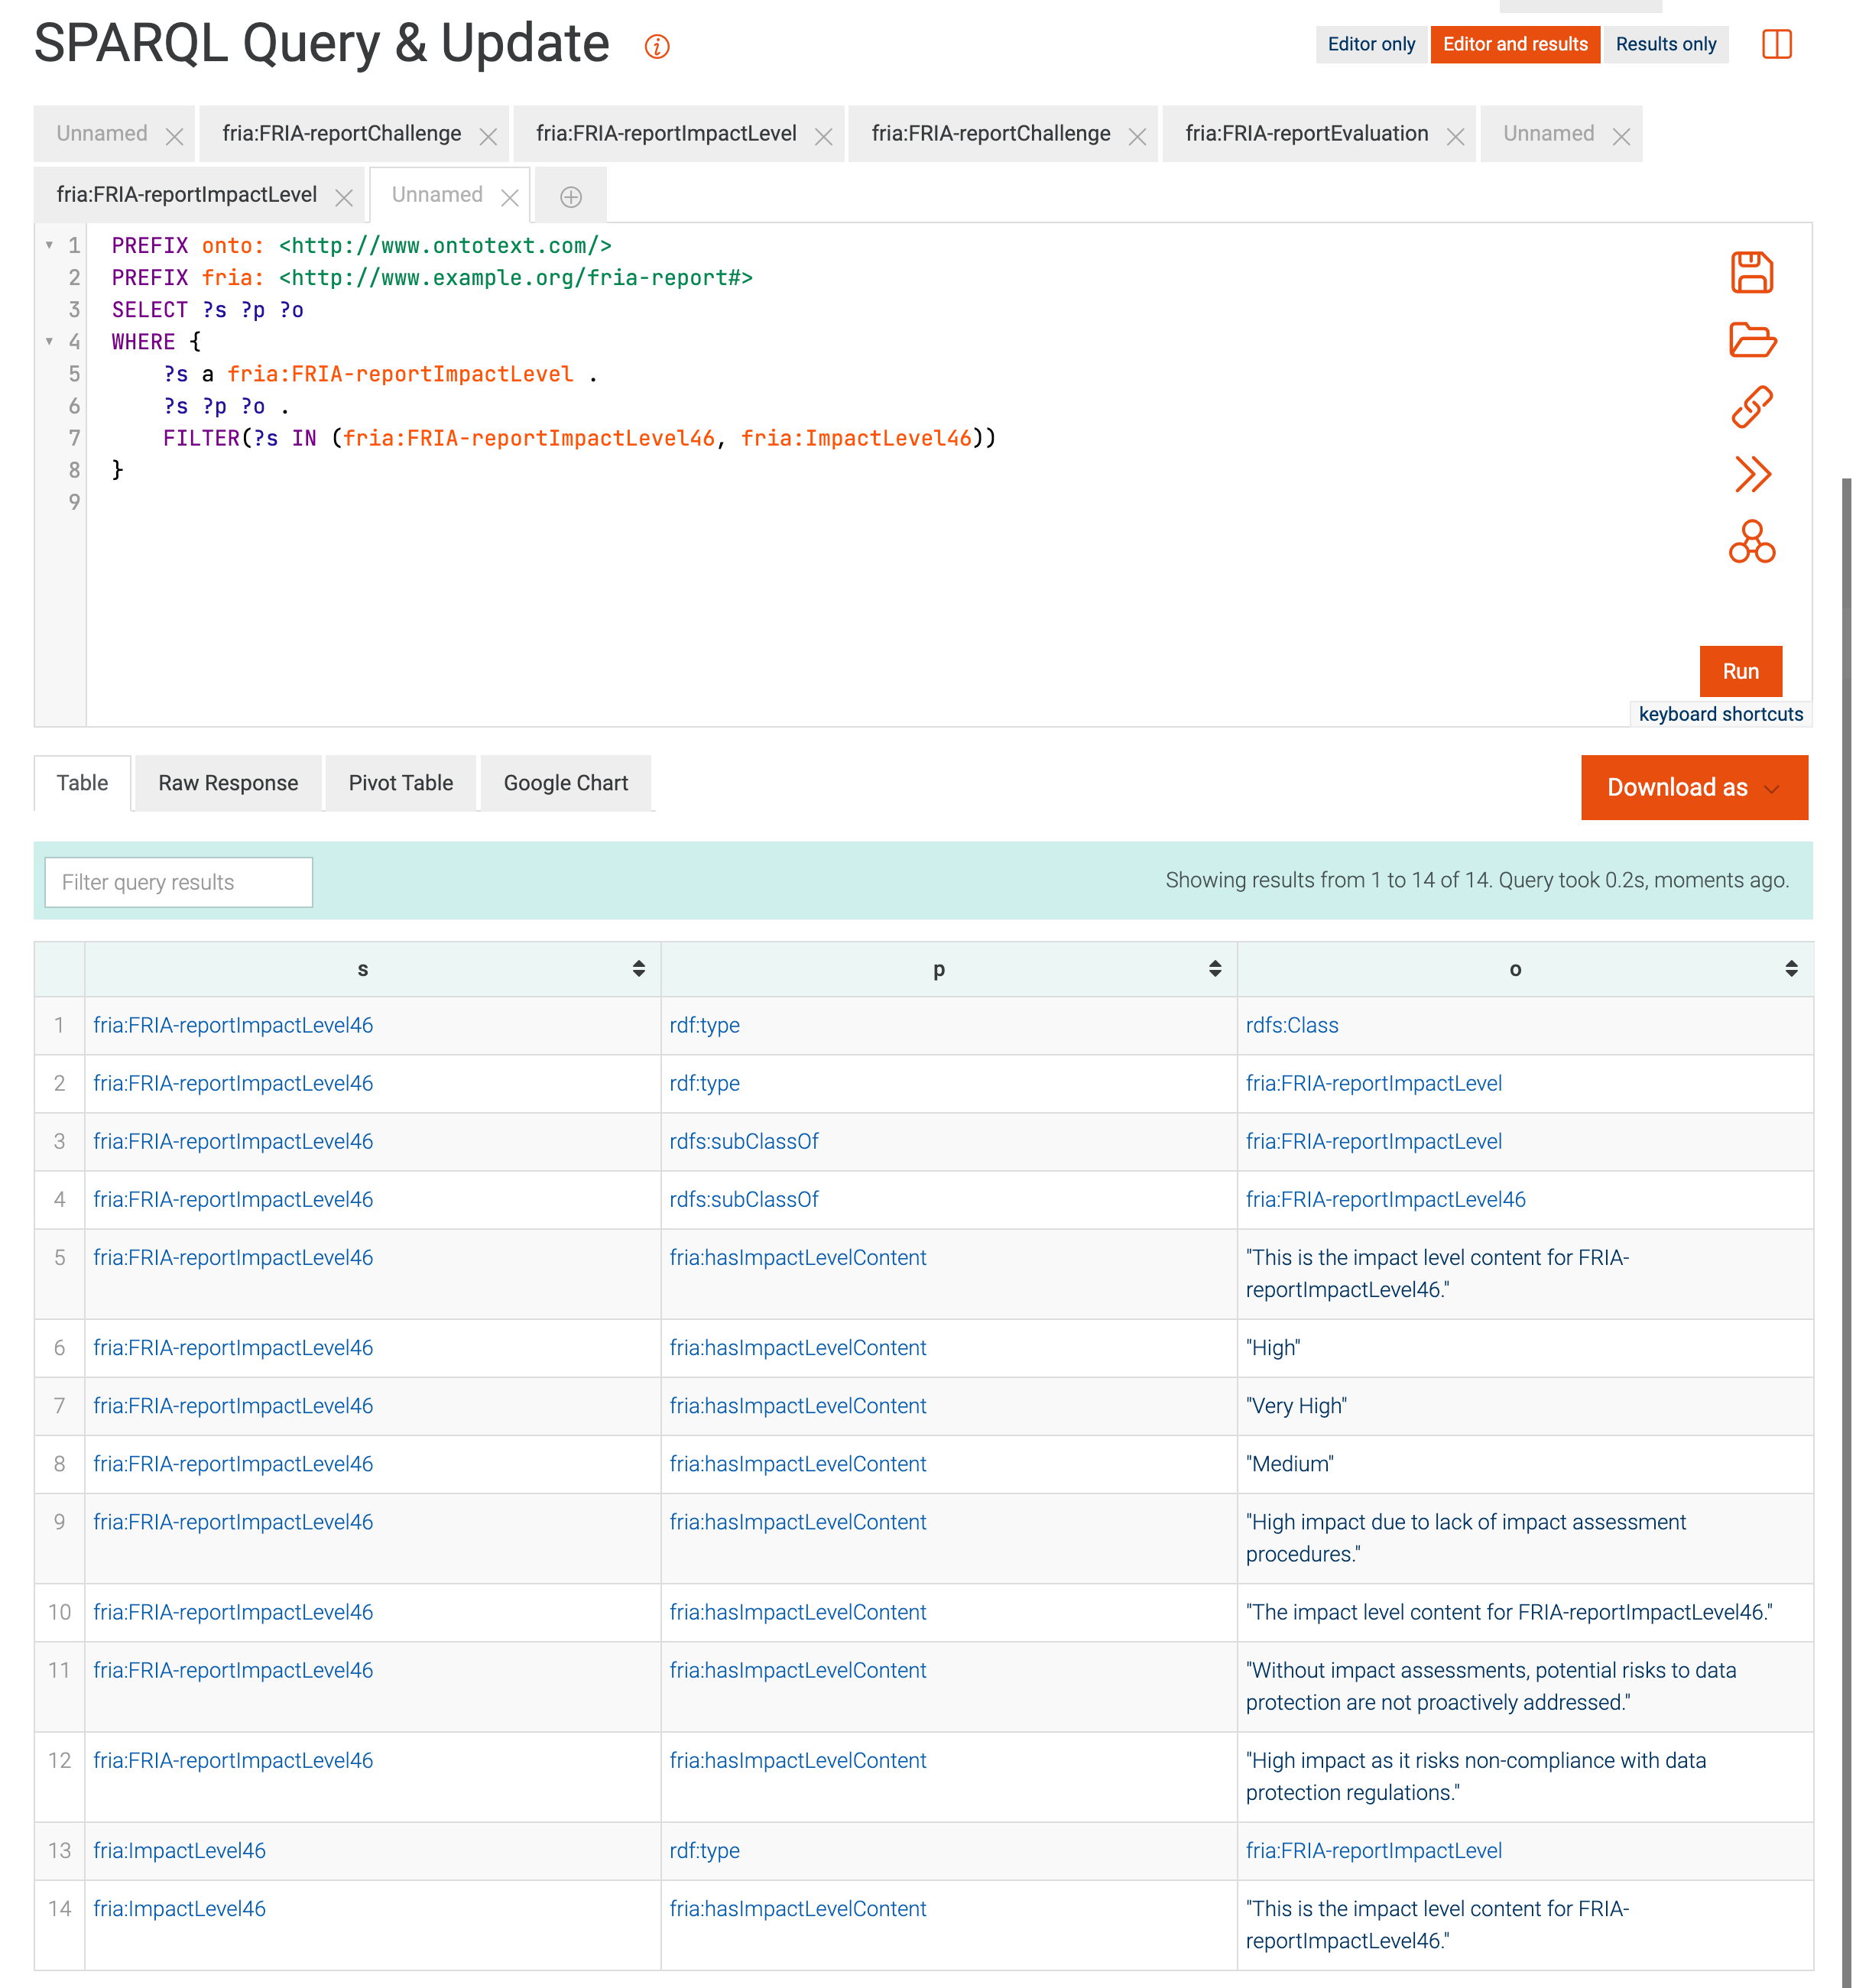 SPARQL Query & Update
Editor only Editor and results Results only
Unnamed fria:FRIA-reportChallenge fria:FRIA-reportImpactLevel fria:FRIA-reportChallenge fria:FRIA-reportEvaluation Unnamed
fria:FRIA-reportImpactLevel Unnamed
1 PREFIX onto: <http://www.ontotext.com/>
2 PREFIX fria: <http://www.example.org/fria-report#>
3 SELECT ?s ?p ?o
4 WHERE {
5 ?s a fria:FRIA-reportImpactLevel .
6 ?s ?p ?o .
7 FILTER(?s IN (fria:FRIA-reportImpactLevel46, fria:ImpactLevel46))
8 }
9
Run
keyboard shortcuts
Table Raw Response Pivot Table Google Chart Download as
Filter query results Showing results from 1 to 14 of 14. Query took 0.2s, moments ago.
s p o
1 fria:FRIA-reportImpactLevel46 rdf:type rdfs:Class
2 fria:FRIA-reportImpactLevel46 rdf:type fria:FRIA-reportImpactLevel
3 fria:FRIA-reportImpactLevel46 rdfs:subClassOf fria:FRIA-reportImpactLevel
4 fria:FRIA-reportImpactLevel46 rdfs:subClassOf fria:FRIA-reportImpactLevel46
5 fria:FRIA-reportImpactLevel46 fria:hasImpactLevelContent "This is the impact level content for FRIA-
reportImpactLevel46."
6 fria:FRIA-reportImpactLevel46 fria:hasImpactLevelContent "High"
7 fria:FRIA-reportImpactLevel46 fria:hasImpactLevelContent "Very High"
8 fria:FRIA-reportImpactLevel46 fria:hasImpactLevelContent "Medium"
9 fria:FRIA-reportImpactLevel46 fria:hasImpactLevelContent "High impact due to lack of impact assessment
procedures."
10 fria:FRIA-reportImpactLevel46 fria:hasImpactLevelContent "The impact level content for FRIA-reportImpactLevel46."
11 fria:FRIA-reportImpactLevel46 fria:hasImpactLevelContent "Without impact assessments, potential risks to data
protection are not proactively addressed."
12 fria:FRIA-reportImpactLevel46 fria:hasImpactLevelContent "High impact as it risks non-compliance with data
protection regulations."
13 fria:ImpactLevel46 rdf:type fria:FRIA-reportImpactLevel
14 fria:ImpactLevel46 fria:hasImpactLevelContent "This is the impact level content for FRIA-
reportImpactLevel46."